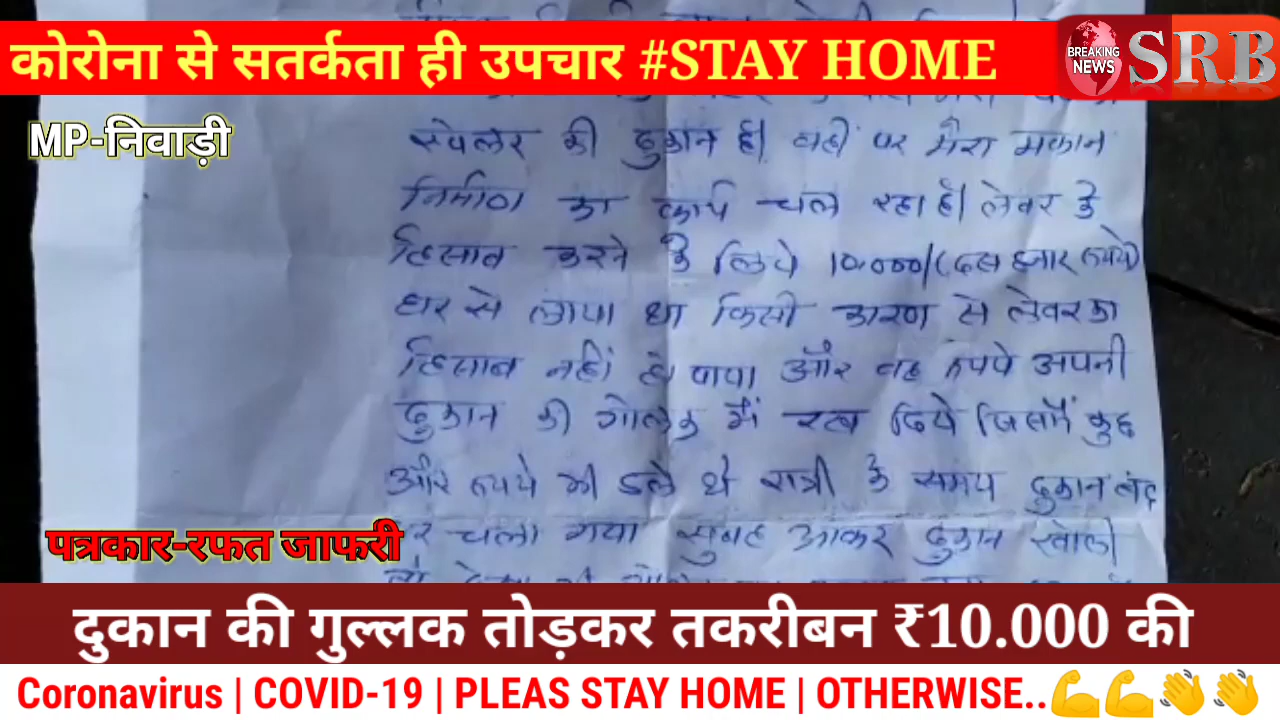 कोरोना से सतर्कता ही उपचार #STAY HOME
BREAKING NEWS
SRB
MP-निवाड़ी
स्पेलर की दुकान है। वहीं पर मेरा मकान
निर्माण का कार्य चल रहा है। लेवर के
हिसाब करने के लिये 10,000/(दस हजार रूपये)
घर से लाया था किसी कारण से लेवर का
हिसाब नहीं हो पाया और वह रूपये अपनी
दुकान की गोलक में रख दिये जिसमें कुछ
और रूपये भी डले थे रात्री के समय दुकान बंद
चला गया सुबह आकर दुकान खोली
पत्रकार-रफत जाफरी
दुकान की गुल्लक तोड़कर तकरीबन ₹10.000 की
Coronavirus | COVID-19 | PLEAS STAY HOME | OTHERWISE..💪💪👋👋